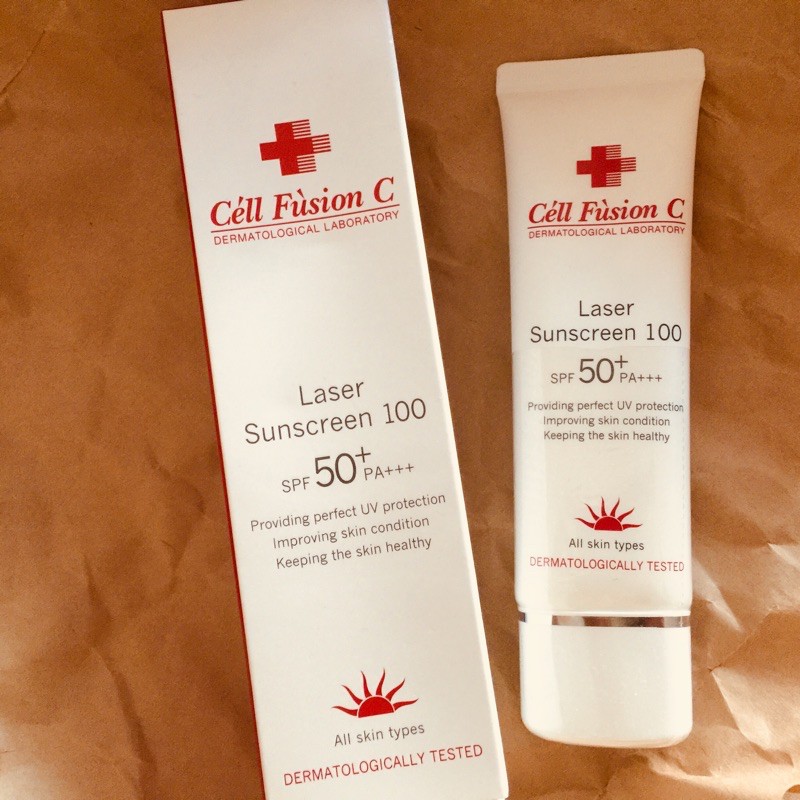 Céll Fùsion C
DERMATOLOGICAL LABORATORY
Laser
Sunscreen 100
SPF 50+ PA+++
Providing perfect UV protection
Improving skin condition
Keeping the skin healthy
All skin types
DERMATOLOGICALLY TESTED
Céll Fùsion C
DERMATOLOGICAL LABORATORY
Laser
Sunscreen 100
SPF 50+ PA+++
Providing perfect UV protection
Improving skin condition
Keeping the skin healthy
All skin types
DERMATOLOGICALLY TESTED